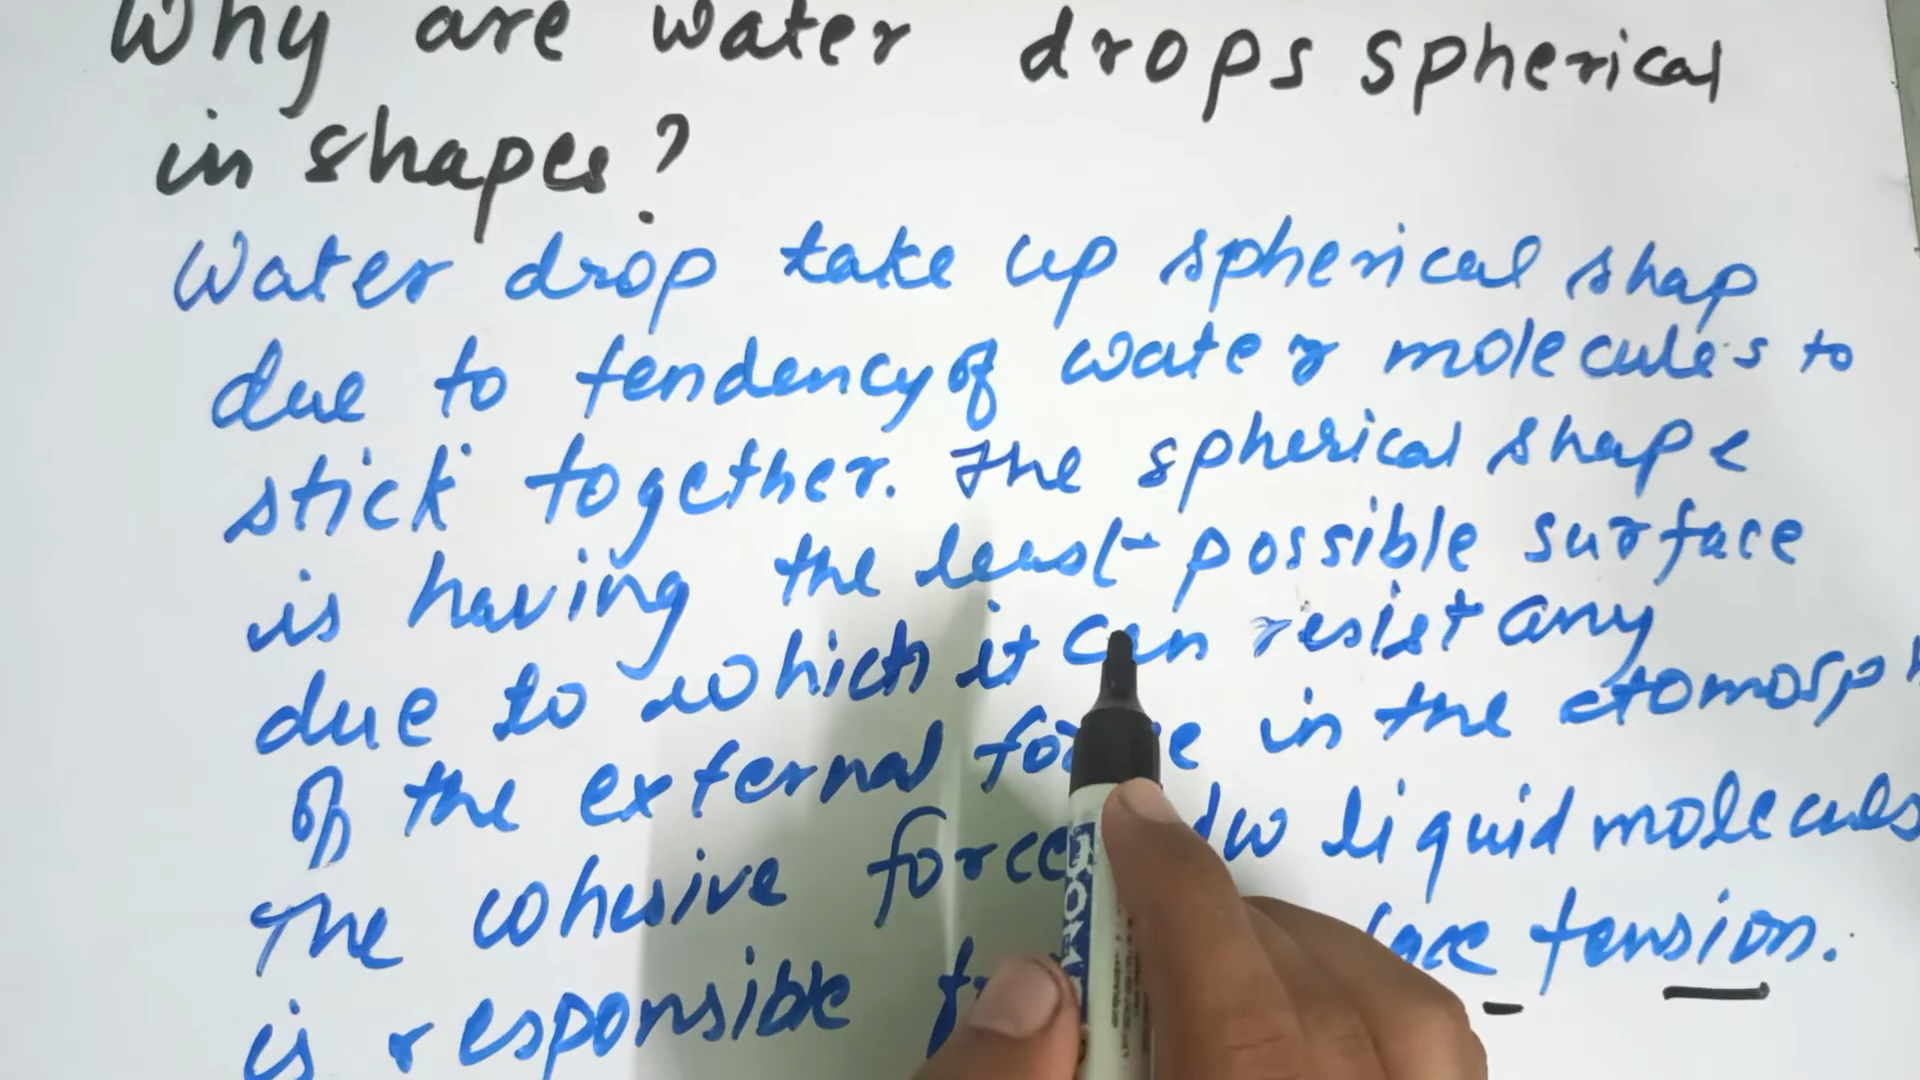 Why are water drops spherical
in shapes?
Water drop take up spherical shap
due to tendency of water molecules to
stick together. The spherical shape
is having the least possible surface
due to which it can resist any
of the external in the
The cohesive force liquid molecules
is responsible tension.